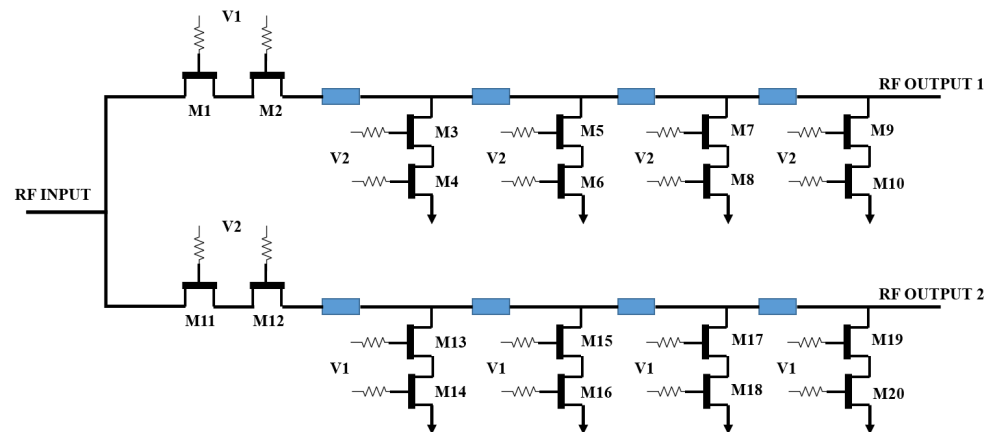 V1
M1
M2
RF OUTPUT 1
M3
M5
M7
M9
V2
V2
V2
V2
M4
M6
M8
M10
RF INPUT
V2
M11
M12
RF OUTPUT 2
M13
M15
M17
M19
V1
V1
V1
V1
M14
M16
M18
M20